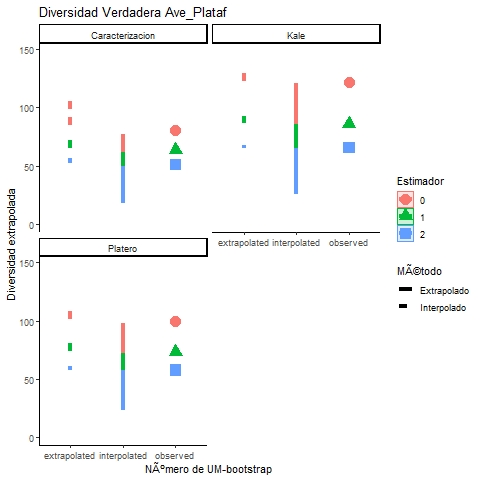 Diversidad Verdadera Ave_Plataf
Caracterizacion
Kale
150
100
50
0
extrapolated interpolated observed
Platero
150
100
50
0
extrapolated interpolated observed
Diversidad extrapolada
NÃºmero de UM-bootstrap
Estimador
0
1
2
MÃ©todo
Extrapolado
Interpolado